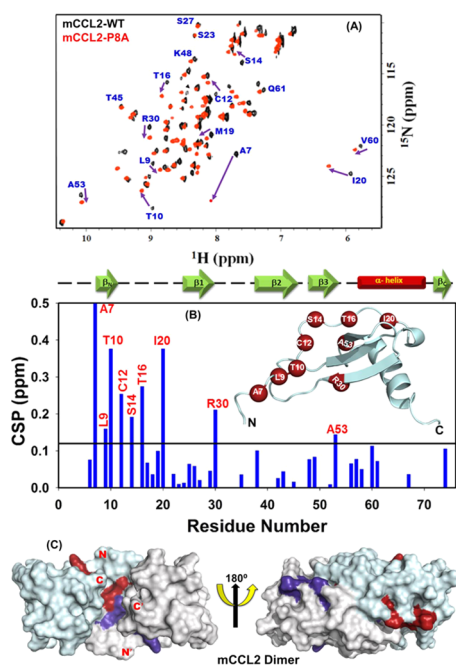 mCCL2-WT
mCCL2-P8A
(A)
S27
S23
K48
S14
T16
C12
Q61
T45
R30
M19
V60
L9
A7
A53
I20
T10
115
120
125
15N (ppm)
10 9 8 7 6
1H (ppm)
β1 β2 β3 α- helix
0.5
0.4
0.3
0.2
0.1
0.0
CSP (ppm)
(B)
A7
T10
I20
C12
T16
S14
L9
R30
A53
S14 T16 I20
C12 A53
T10
L9
A7 R30
N C
0 10 20 30 40 50 60 70
Residue Number
(C)
N
C
C'
N'
180°
mCCL2 Dimer